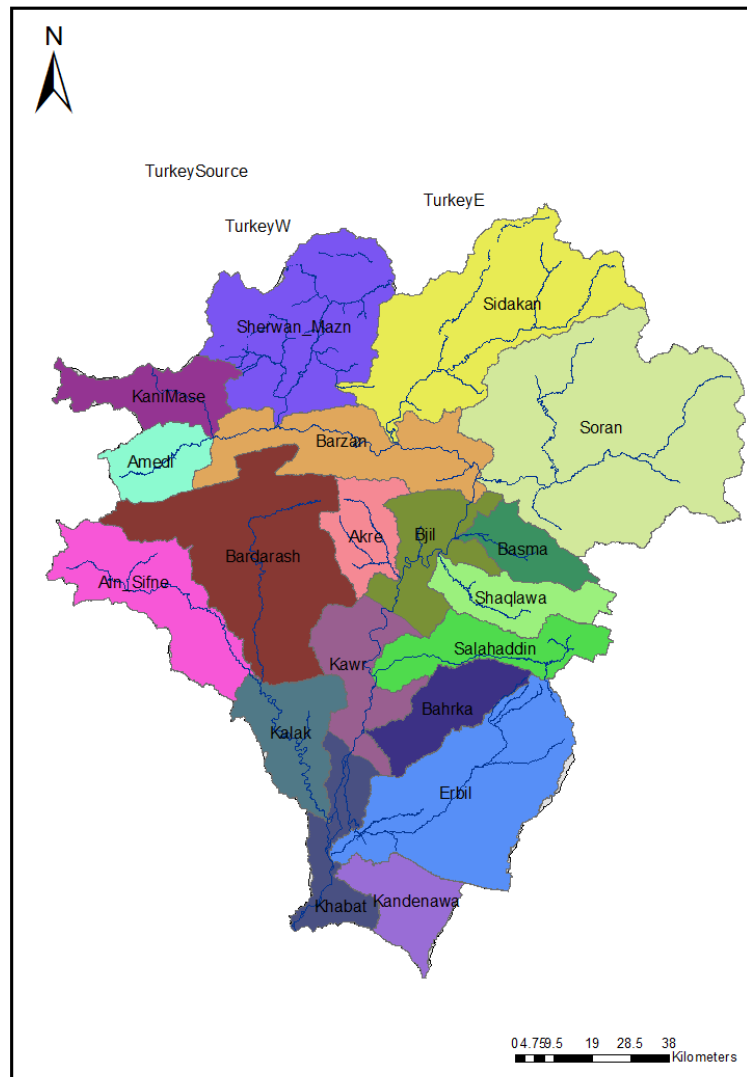 N
TurkeySource
TurkeyE
TurkeyW
Sidakan
Sherwan_Mazn
KaniMase
Soran
Barzan
Amedi
Akre
Bjil
Basma
Bardarash
Ain_Sifne
Shaqlawa
Salahaddin
Kawr
Bahrka
Kalak
Erbil
Khabat
Kandenawa
0 4.75 9.5 19 28.5 38
Kilometers